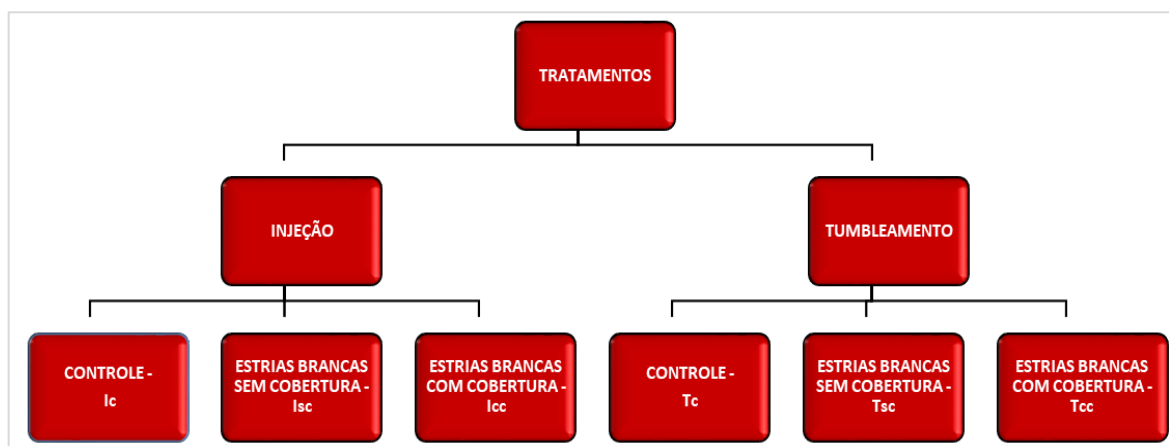 TRATAMENTOS
INJEÇÃO
TUMBLEAMENTO
CONTROLE -
Ic
ESTRIAS BRANCAS
SEM COBERTURA -
Isc
ESTRIAS BRANCAS
COM COBERTURA -
Icc
CONTROLE -
Tc
ESTRIAS BRANCAS
SEM COBERTURA -
Tsc
ESTRIAS BRANCAS
COM COBERTURA -
Tcc